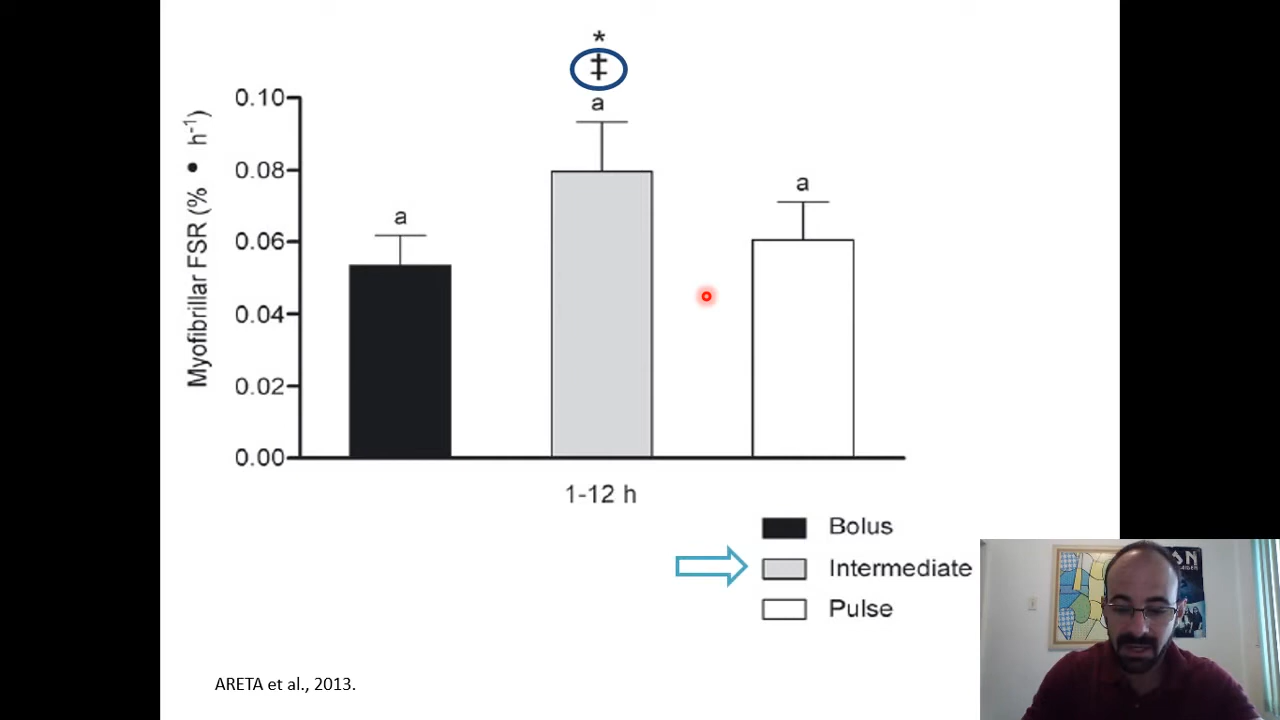 *
‡
a
0.10
0.08
0.06
0.04
0.02
0.00
Myofibrillar FSR (% • h-1)
a
a
1-12 h
Bolus
Intermediate
Pulse
ARETA et al., 2013.